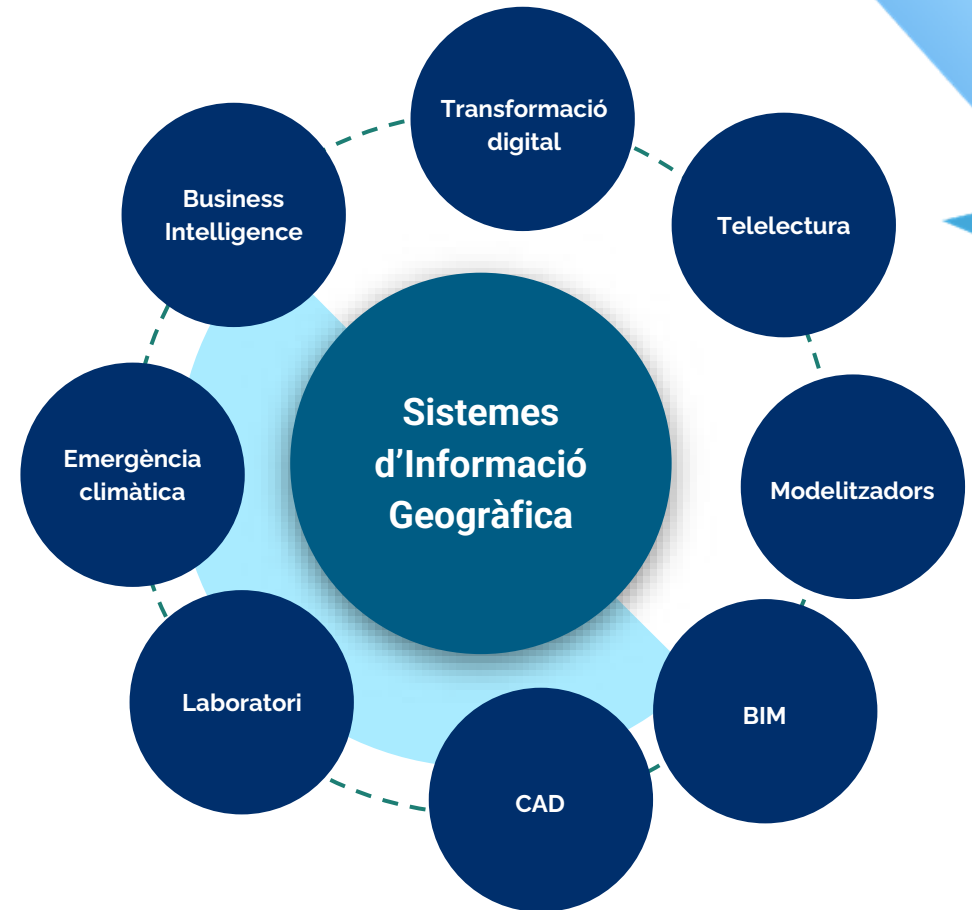 Transformació
digital
Telelectura
Modelitzadors
BIM
CAD
Laboratori
Emergència
climàtica
Business
Intelligence
Sistemes
d’Informació
Geogràfica